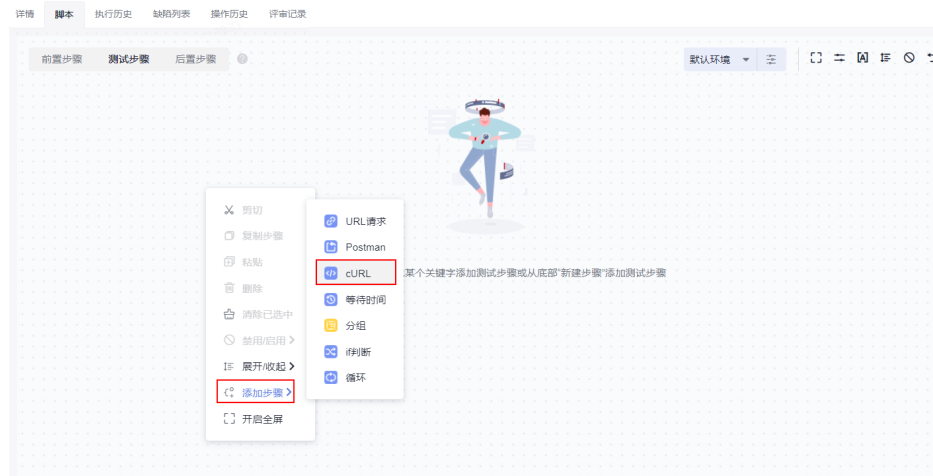 详情 脚本 执行历史 缺陷列表 操作历史 评审记录
前置步骤 测试步骤 后置步骤 默认环境
剪切
复制步骤
粘贴
删除
消除已选中
禁用/启用
展开/收起
添加步骤
开启全屏
URL请求
Postman
cURL
等待时间
分组
if判断
循环
某个关键字添加测试步骤或从底部"新建步骤"添加测试步骤